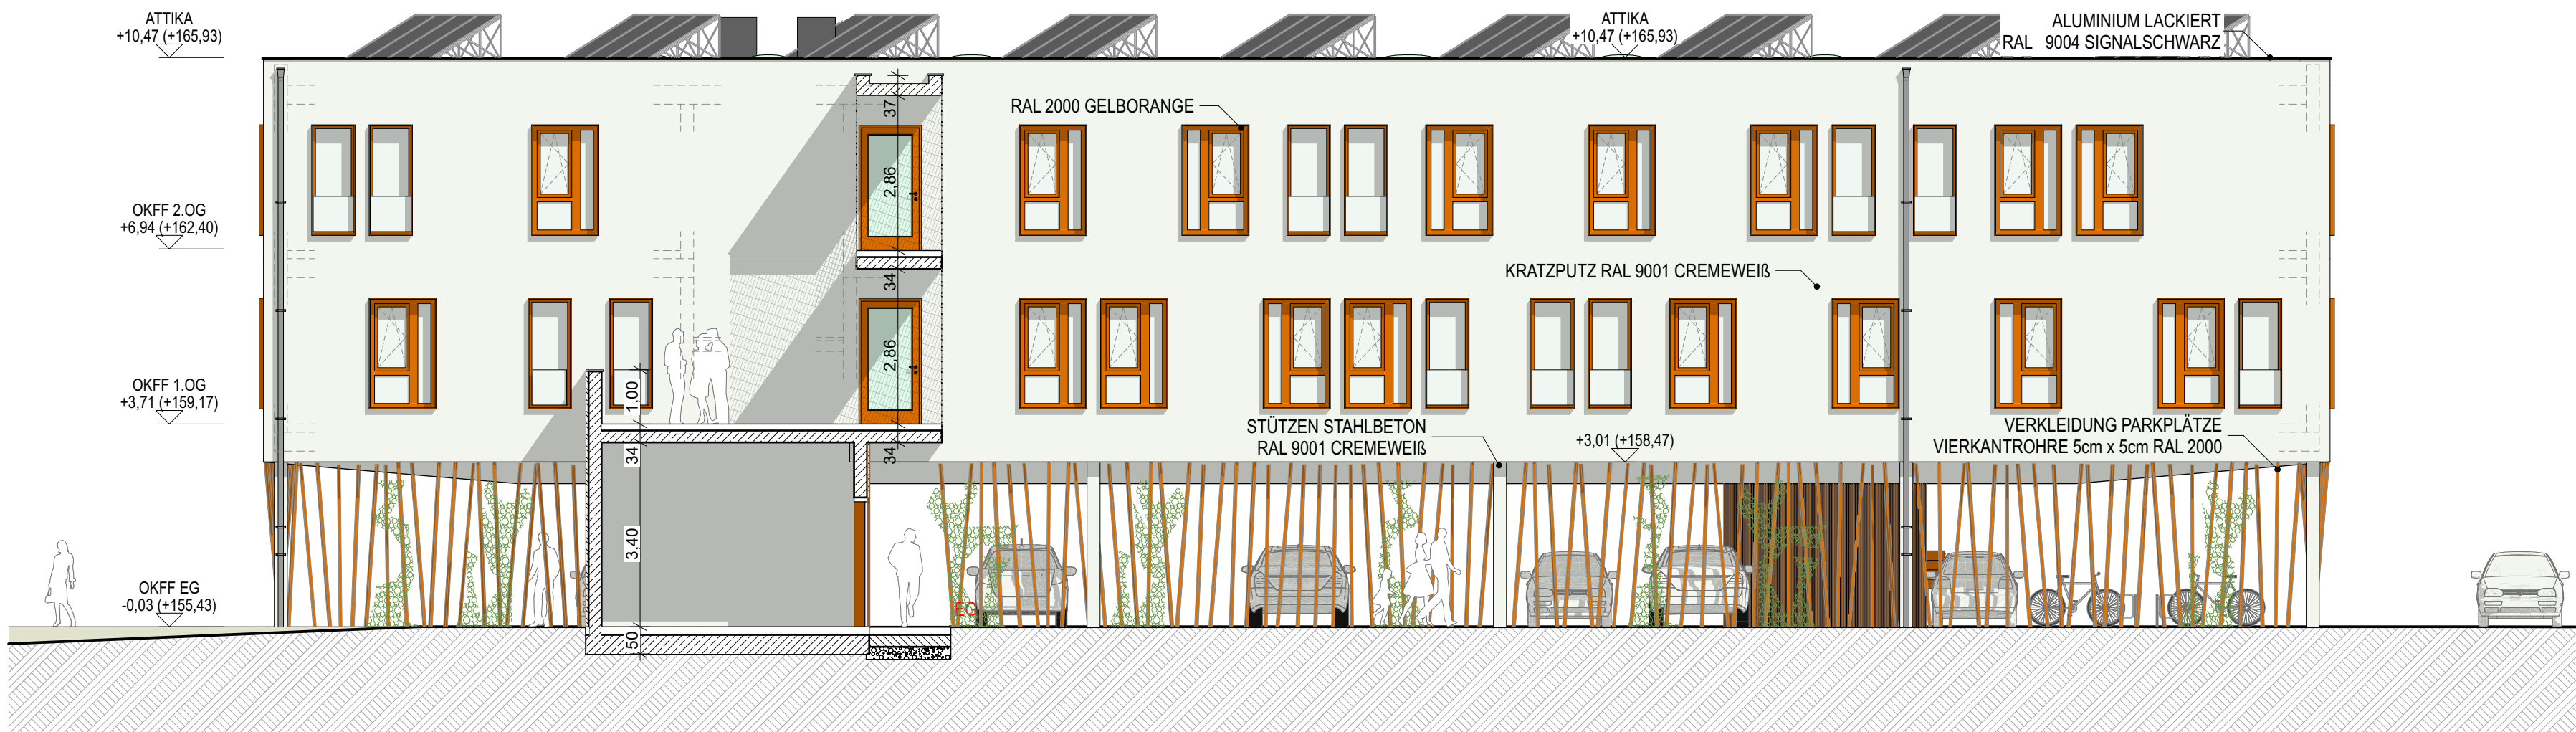 ATTIKA
+10,47 (+165,93)
ATTIKA
+10,47 (+165,93)
ALUMINIUM LACKIERT
RAL 9004 SIGNALSCHWARZ
RAL 2000 GELBORANGE
37
2,86
OKFF 2.OG
+6,94 (+162,40)
34
KRATZPUTZ RAL 9001 CREMEWEIß
2,86
OKFF 1.OG
+3,71 (+159,17)
1,00
34
34
STÜTZEN STAHLBETON
RAL 9001 CREMEWEIß
+3,01 (+158,47)
VERKLEIDUNG PARKPLÄTZE
VIERKANTROHRE 5cm x 5cm RAL 2000
3,40
OKFF EG
-0,03 (+155,43)
EG
50